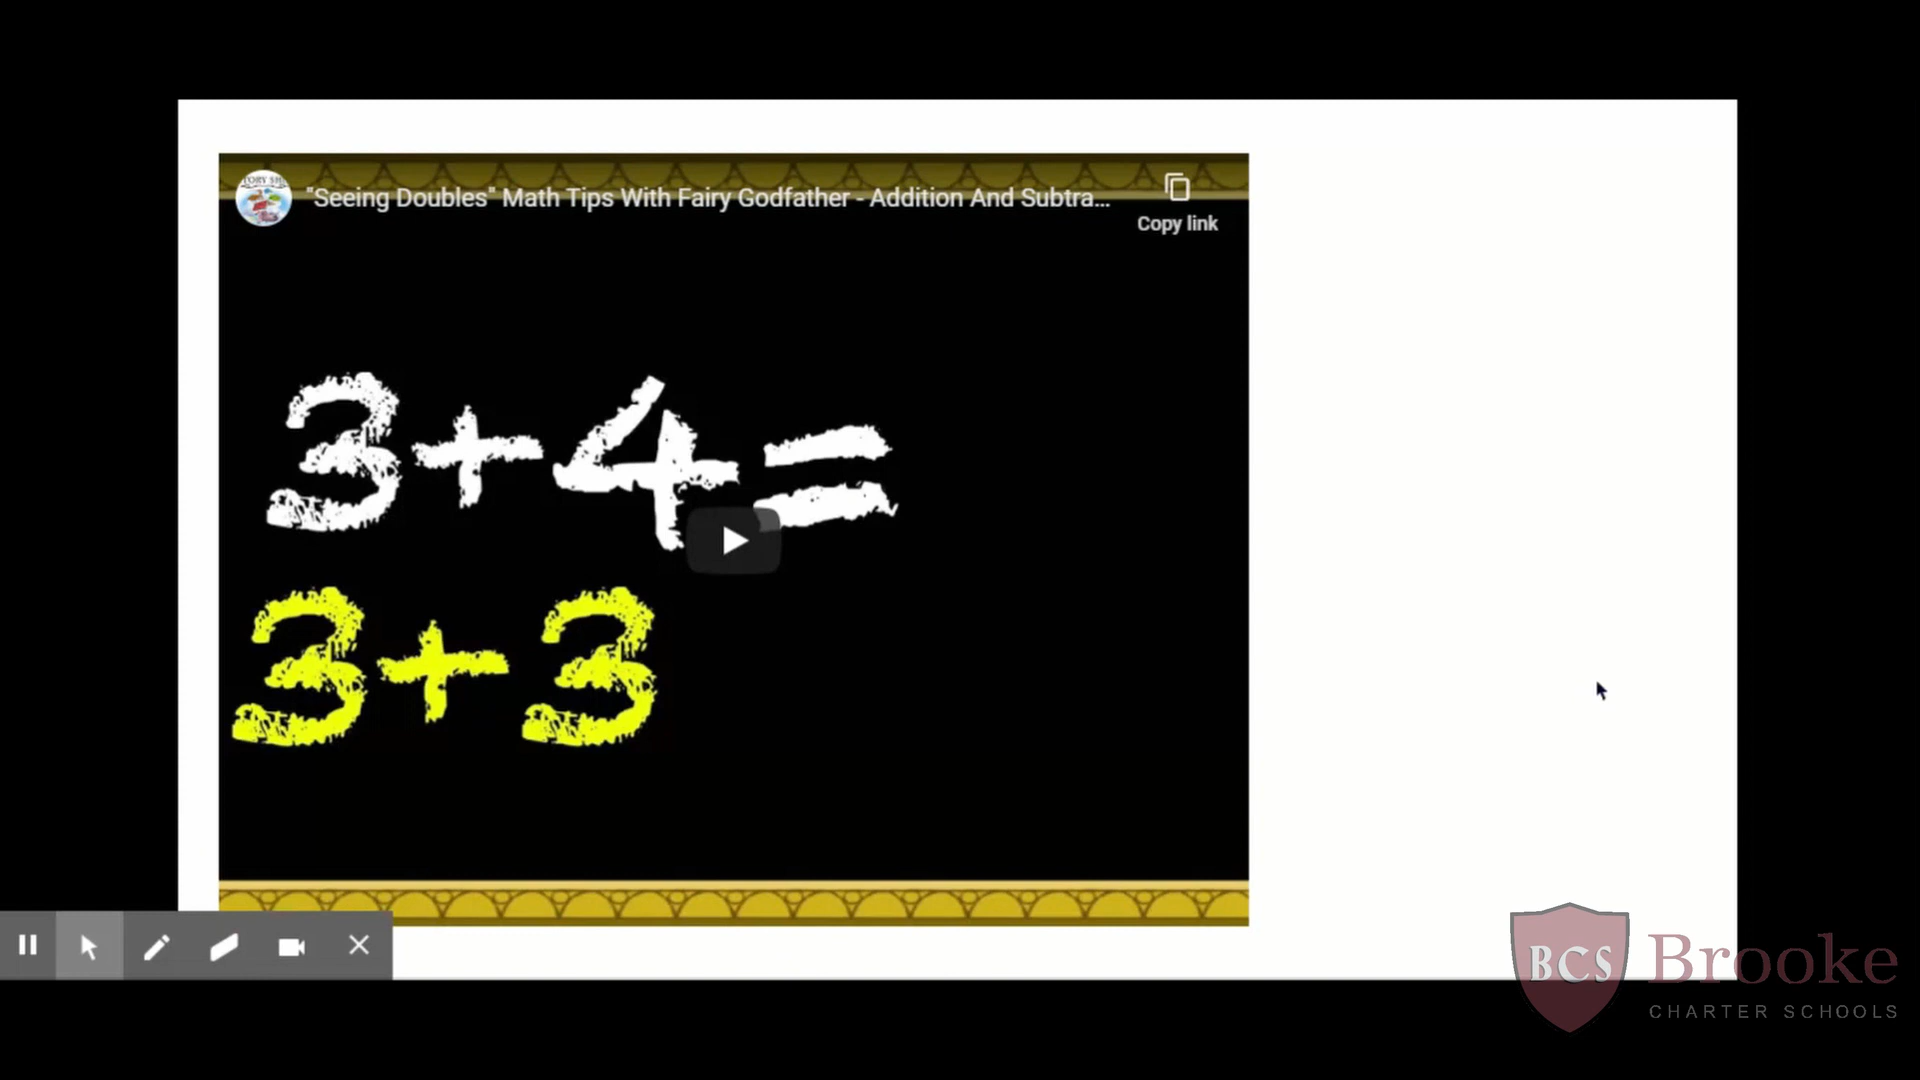 "Seeing Doubles" Math Tips With Fairy Godfather - Addition And Subtra...
Copy link
3+4=
3+3
BCS Brooke
CHARTER SCHOOLS